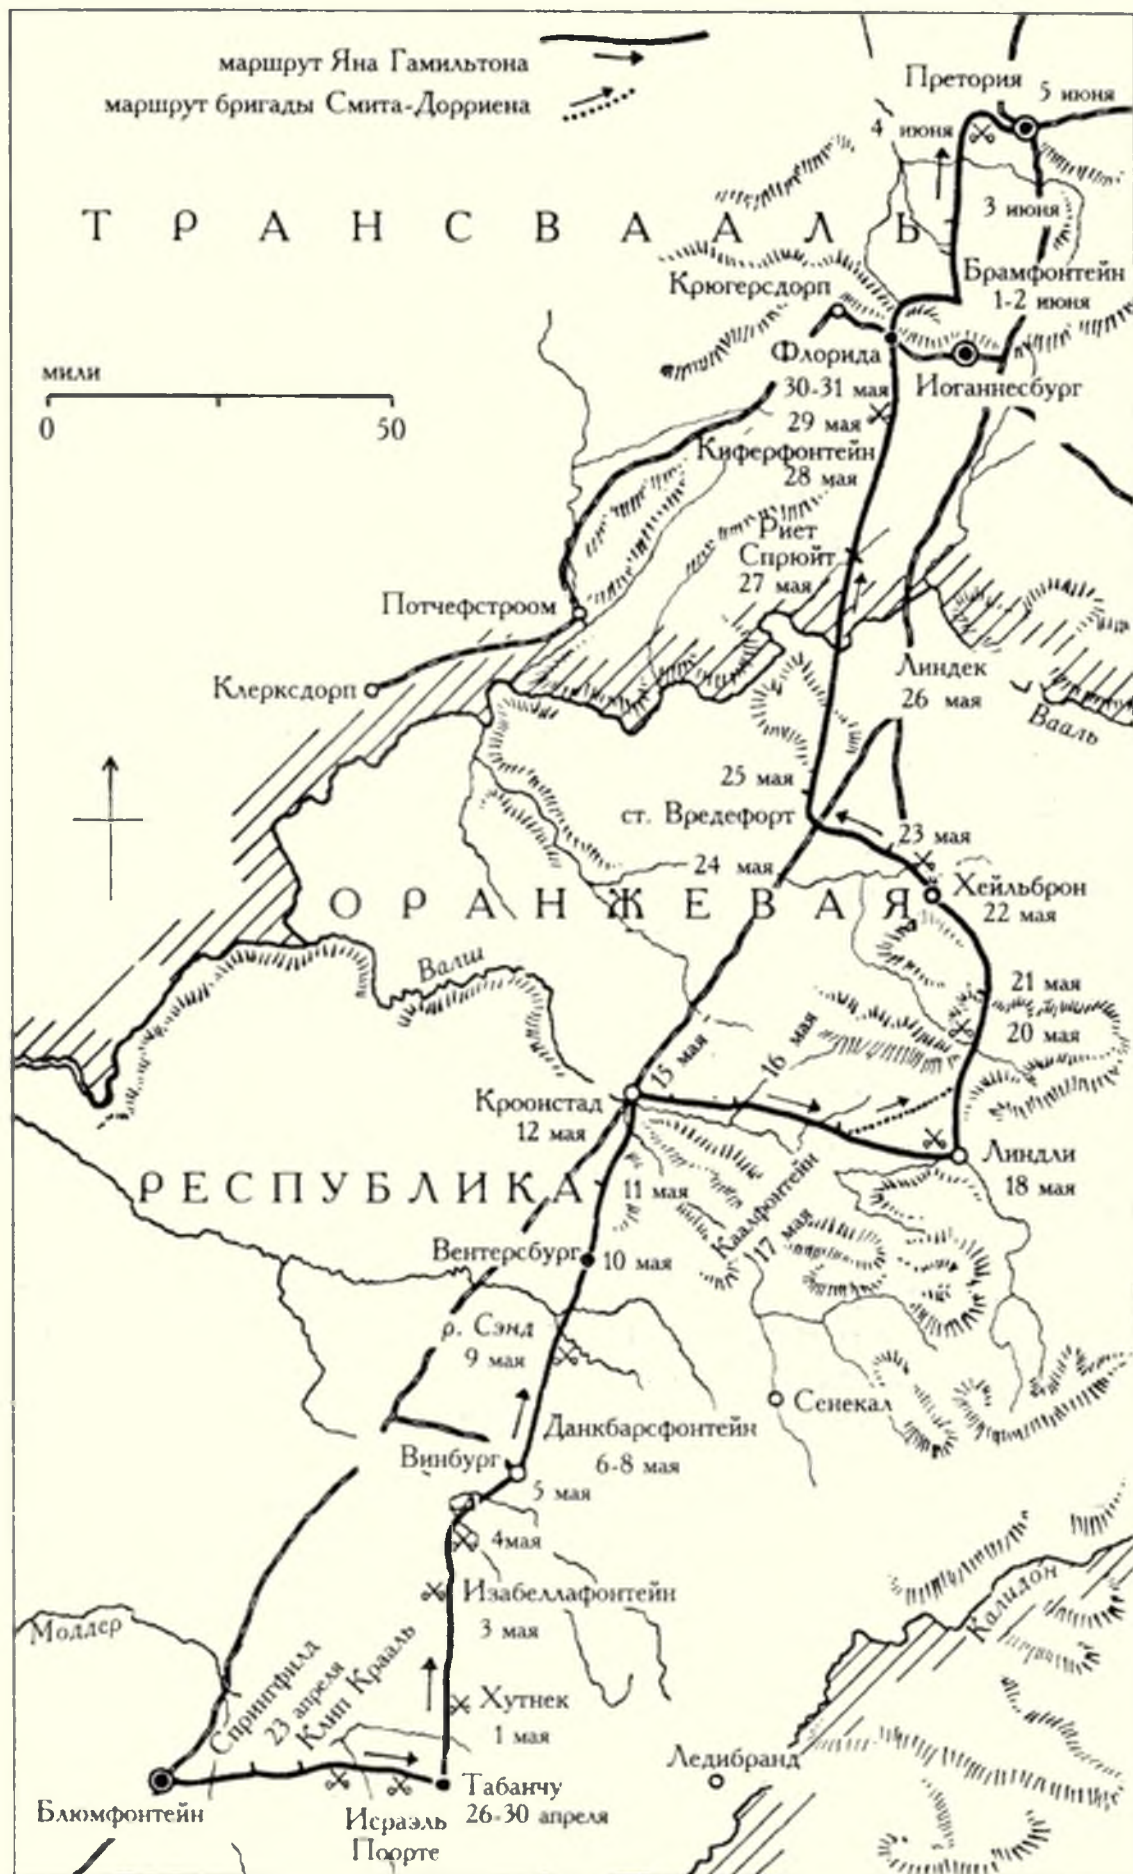 маршрут Яна Гамильтона
маршрут бригады Смита-Дорриена
Претория
5 июня
4 июня
3 июня
ТРАНСВААЛЬ
Брамфонтейн
1-2 июня
Крюгерсдорп
Флорида
30-31 мая
Иоганнесбург
29 мая
Киферфонтейн
28 мая
мили
0
50
Риет
Спрюйт
27 мая
Потчефстроом
Клерксдорп
Линдек
26 мая
Вааль
25 мая
ст. Вредефорт
23 мая
24 мая
Хейльброн
22 мая
ОРАНЖЕВАЯ
Валш
21 мая
20 мая
15 мая
16 мая
Кроонстад
12 мая
Линдли
18 мая
Каалфонтейн
17 мая
11 мая
РЕСПУБЛИКА
Вентерсбург
10 мая
р. Сэнд
9 мая
Сенекал
Данкбарсфонтейн
6-8 мая
Винбург
5 мая
4мая
Изабеллафонтейн
3 мая
Калидон
Моддер
Спрингфилд
23 апреля
Клип Крааль
Хутнек
1 мая
Ледибранд
Табанчу
26-30 апреля
Блюмфонтейн
Исраэль
Поорте